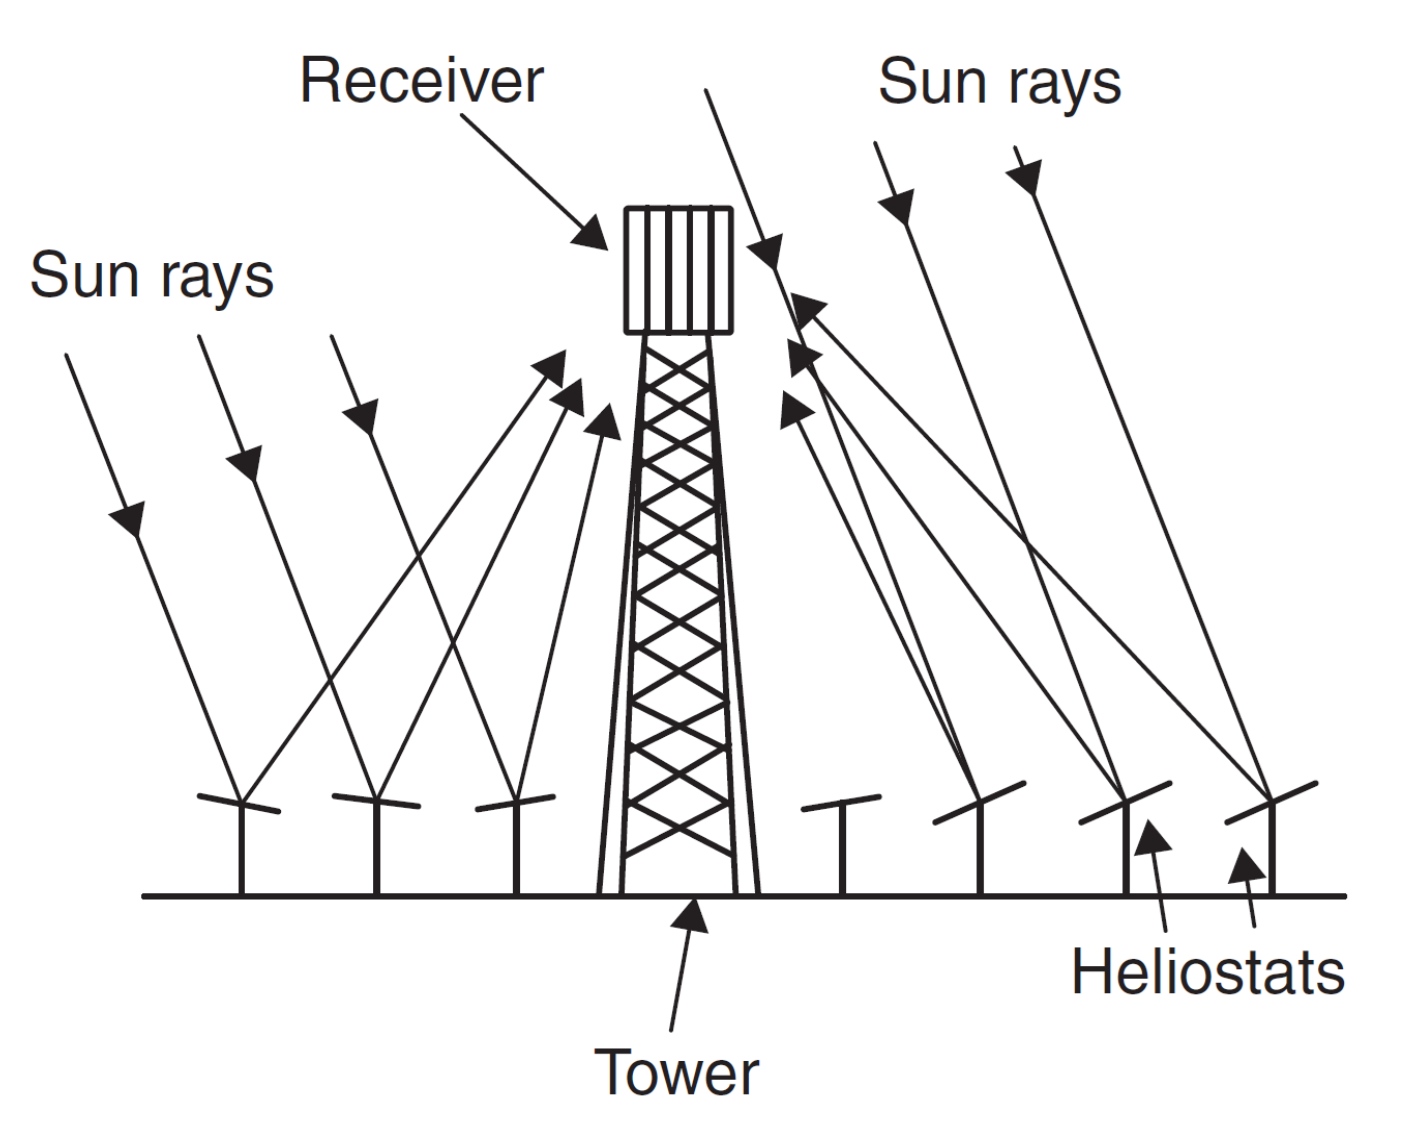 Receiver
Sun rays
Sun rays
Heliostats
Tower